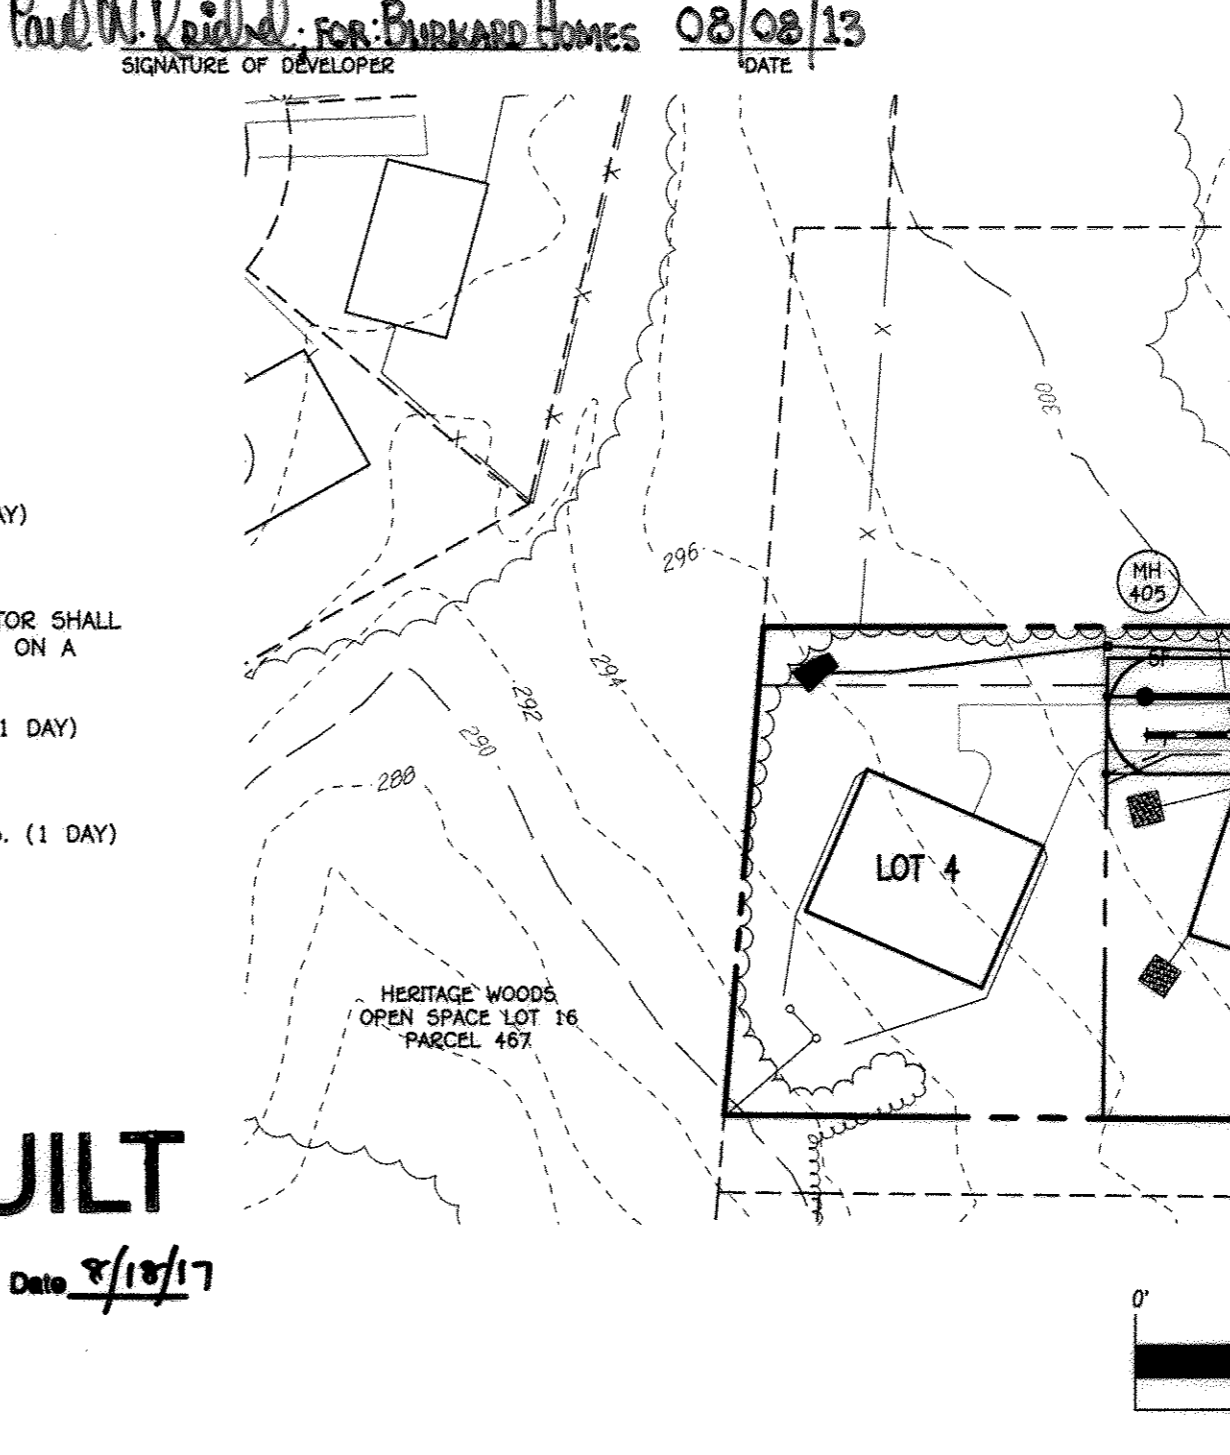 Paul W. Kriebel; FOR: BURKARD HOMES 08/08/13
SIGNATURE OF DEVELOPER DATE
300
AY)
296
MH
405
TOR SHALL
ON A
SF
294
292
1 DAY)
290
288
. (1 DAY)
LOT 4
HERITAGE WOODS
OPEN SPACE LOT 16
PARCEL 467
UILT
Date 8/18/17
0'